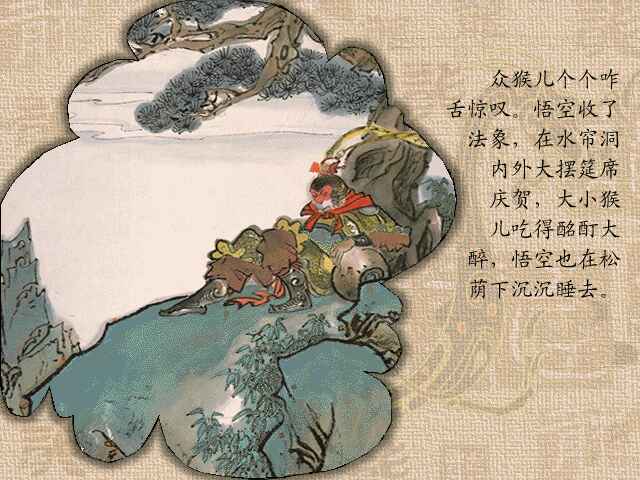 众猴儿个个咋
舌惊叹。悟空收了
法象，在水帘洞
内外大摆筵席
庆贺，大小猴
儿吃得酩酊大
醉，悟空也在松
荫下沉沉睡去。